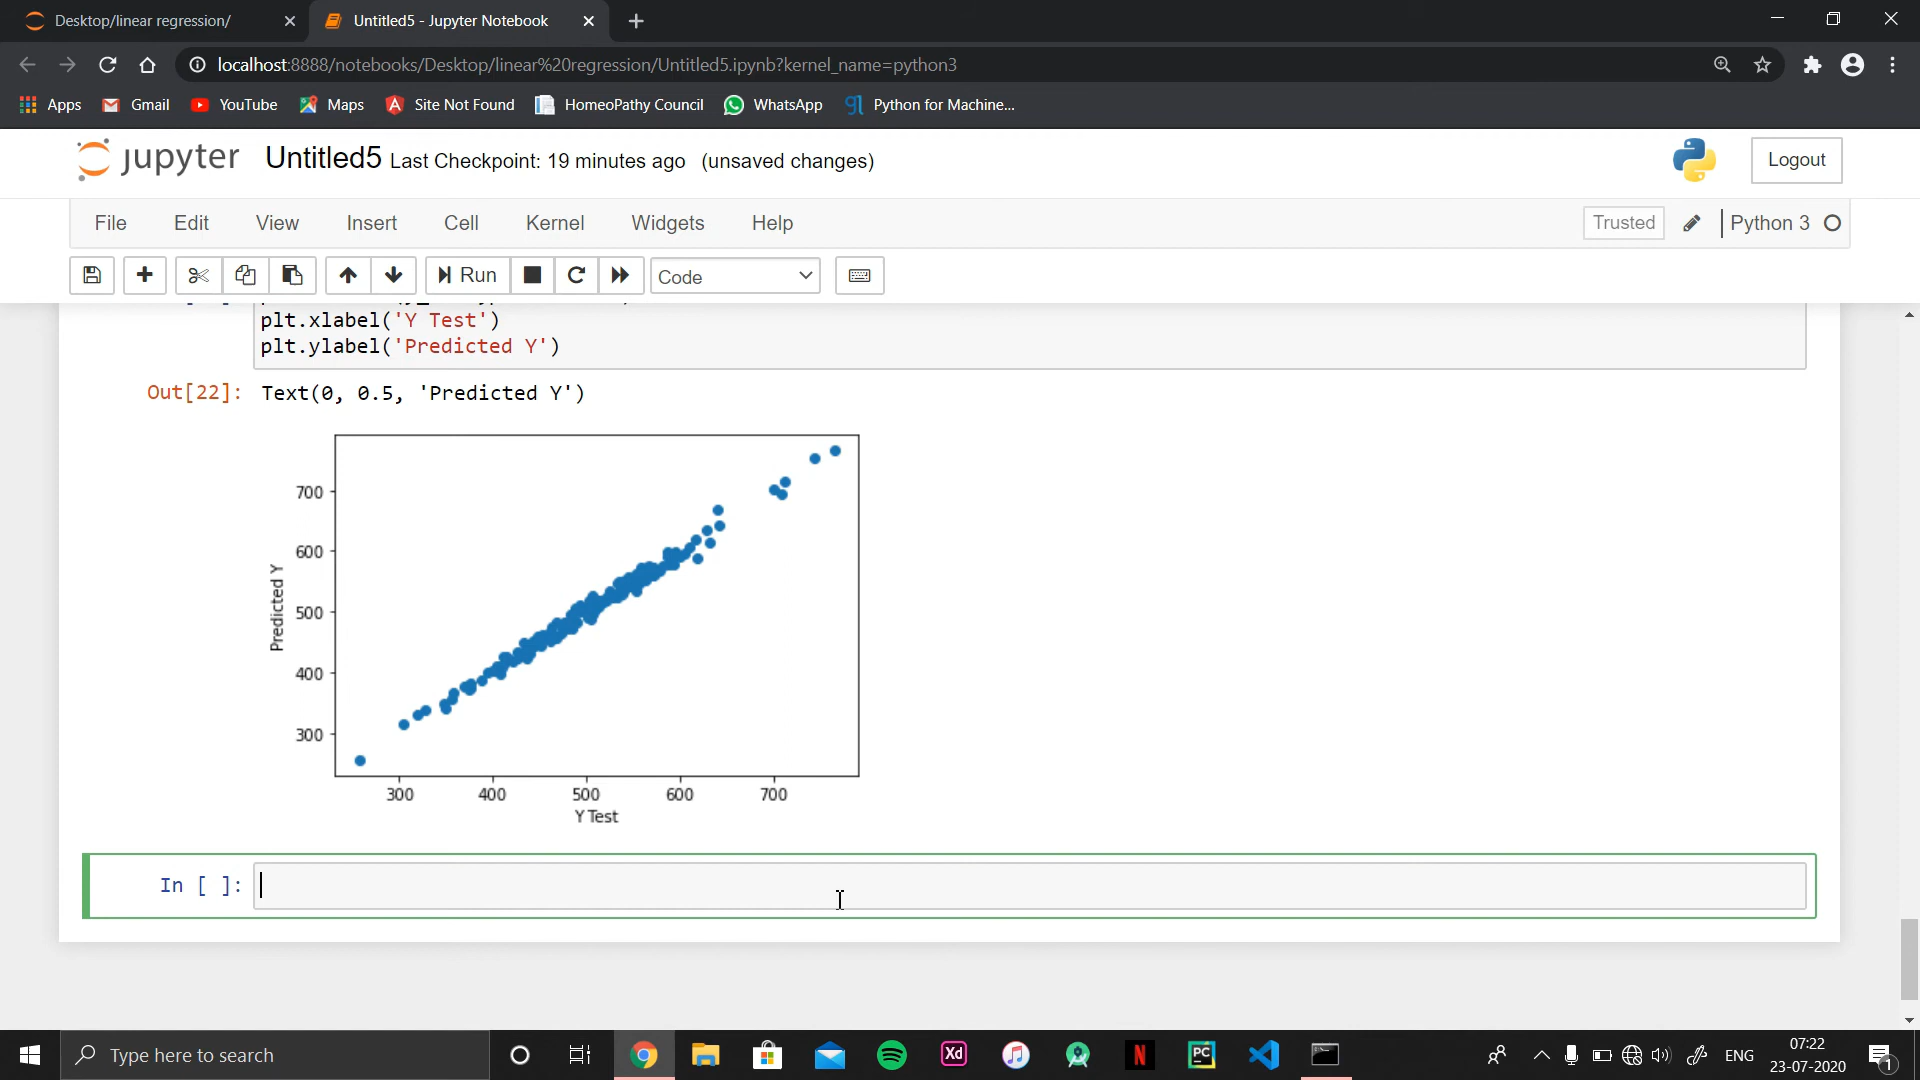 Desktop/linear regression/
Untitled5 - Jupyter Notebook
localhost:8888/notebooks/Desktop/linear%20regression/Untitled5.ipynb?kernel_name=python3
Apps Gmail YouTube Maps Site Not Found HomeoPathy Council WhatsApp Python for Machine...
jupyter Untitled5 Last Checkpoint: 19 minutes ago (unsaved changes) Logout
File Edit View Insert Cell Kernel Widgets Help Trusted Python 3
Run Code
plt.xlabel('Y Test')
plt.ylabel('Predicted Y')
Out[22]: Text(0, 0.5, 'Predicted Y')
700
600
500
400
300
Predicted Y
300 400 500 600 700
Y Test
In [ ]:
Type here to search
Xd
N
PC
ENG
07:22
23-07-2020
1